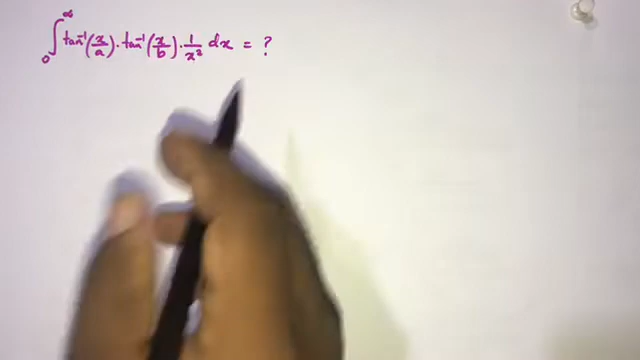 ∫₀^∞ tan⁻¹(x/a) · tan⁻¹(x/b) · 1/x² dx = ?